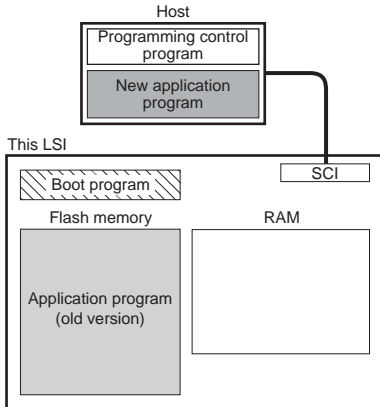 Host
Programming control
program
New application
program
This LSI
SCI
Boot program
Flash memory
RAM
Application program
(old version)